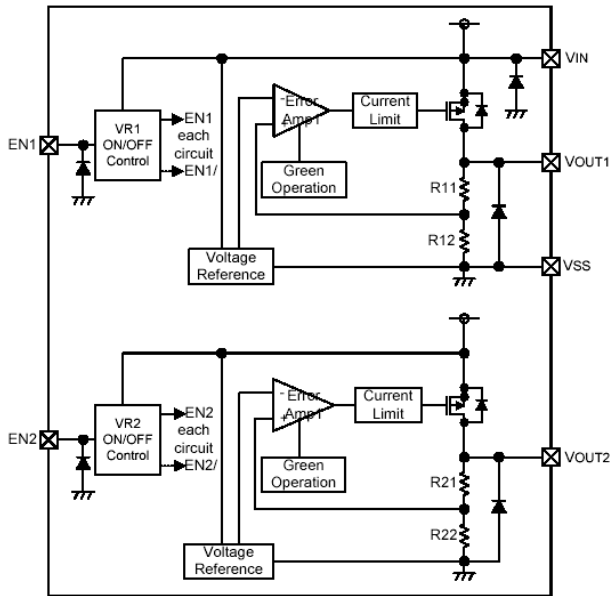 VIN
EN1
VR1
ON/OFF
Control
EN1
each
circuit
EN1/
- Error
Amp1
Current
Limit
Green
Operation
VOUT1
R11
R12
Voltage
Reference
VSS
EN2
VR2
ON/OFF
Control
EN2
each
circuit
EN2/
- Error
+ Amp1
Current
Limit
Green
Operation
VOUT2
R21
R22
Voltage
Reference